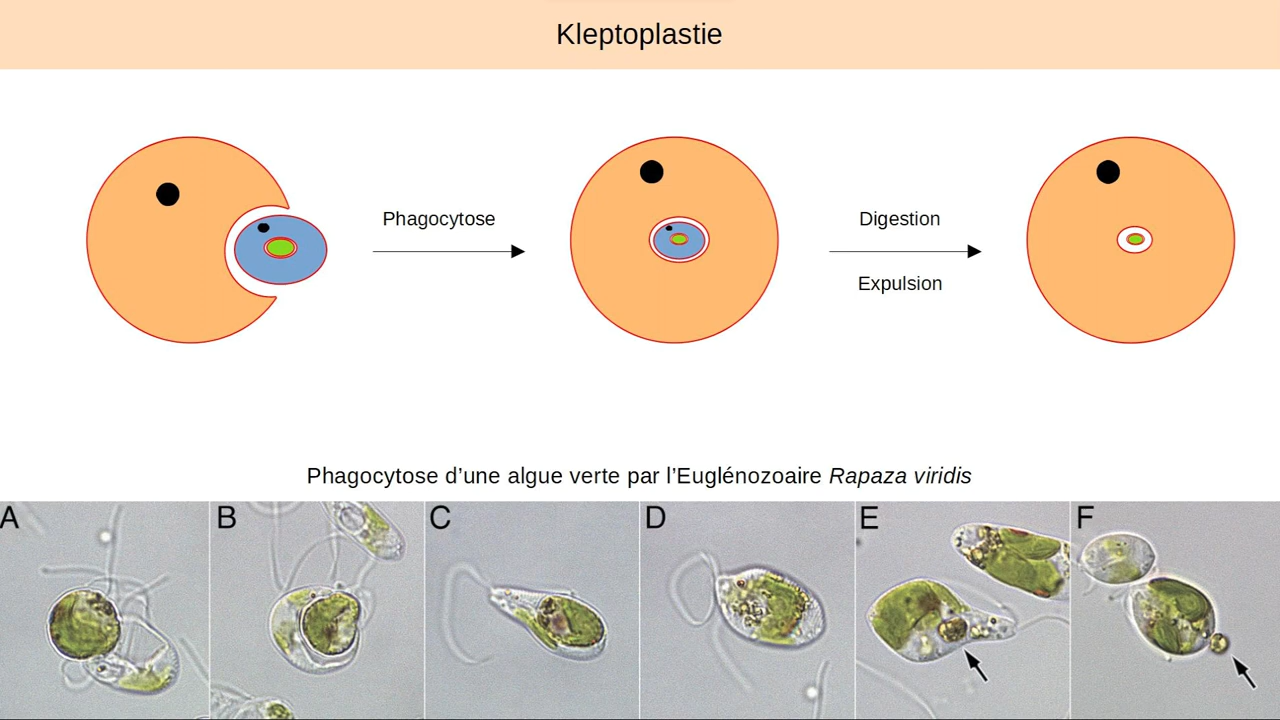 Kleptoplastie
Phagocytose
Digestion
Expulsion
Phagocytose d’une algue verte par l’Euglénozoaire Rapaza viridis
A
B
C
D
E
F